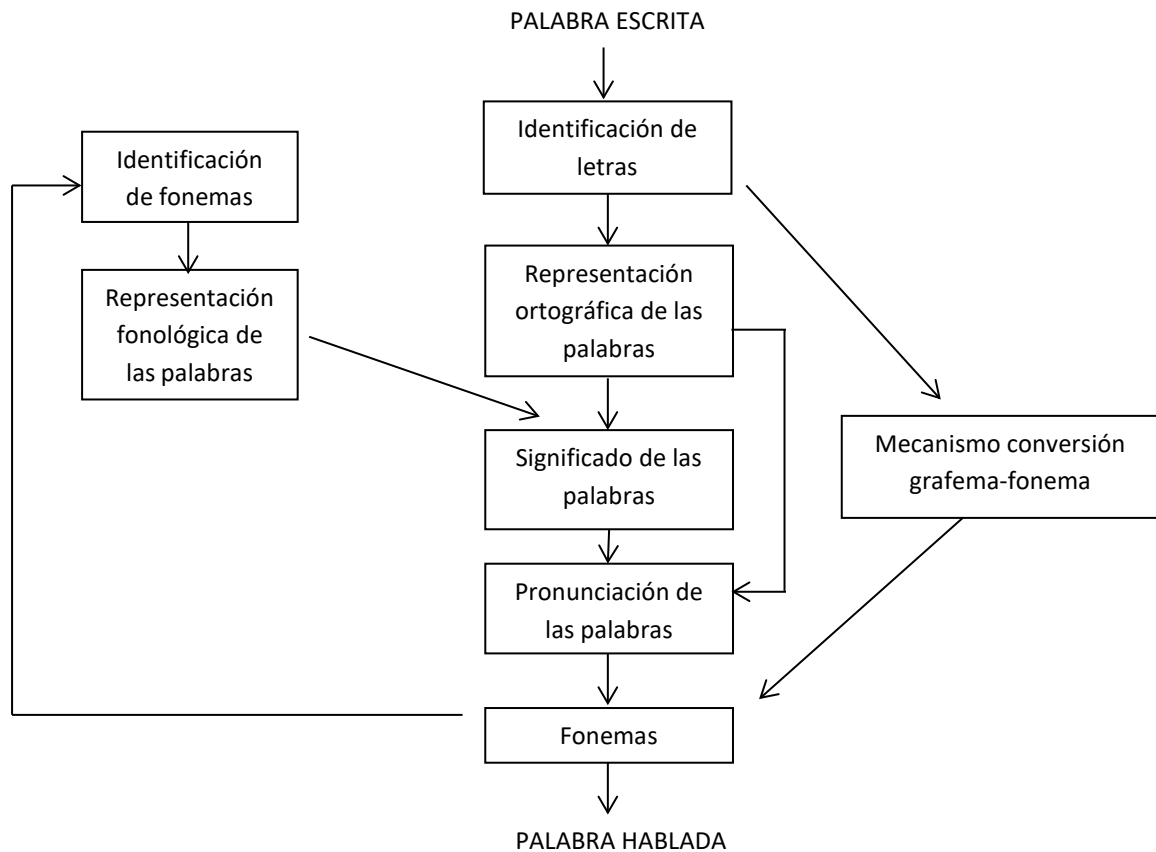 PALABRA ESCRITA
Identificación de
letras
Identificación
de fonemas
Representación
ortográfica de las
palabras
Representación
fonológica de
las palabras
Mecanismo conversión
grafema-fonema
Significado de las
palabras
Pronunciación de
las palabras
Fonemas
PALABRA HABLADA